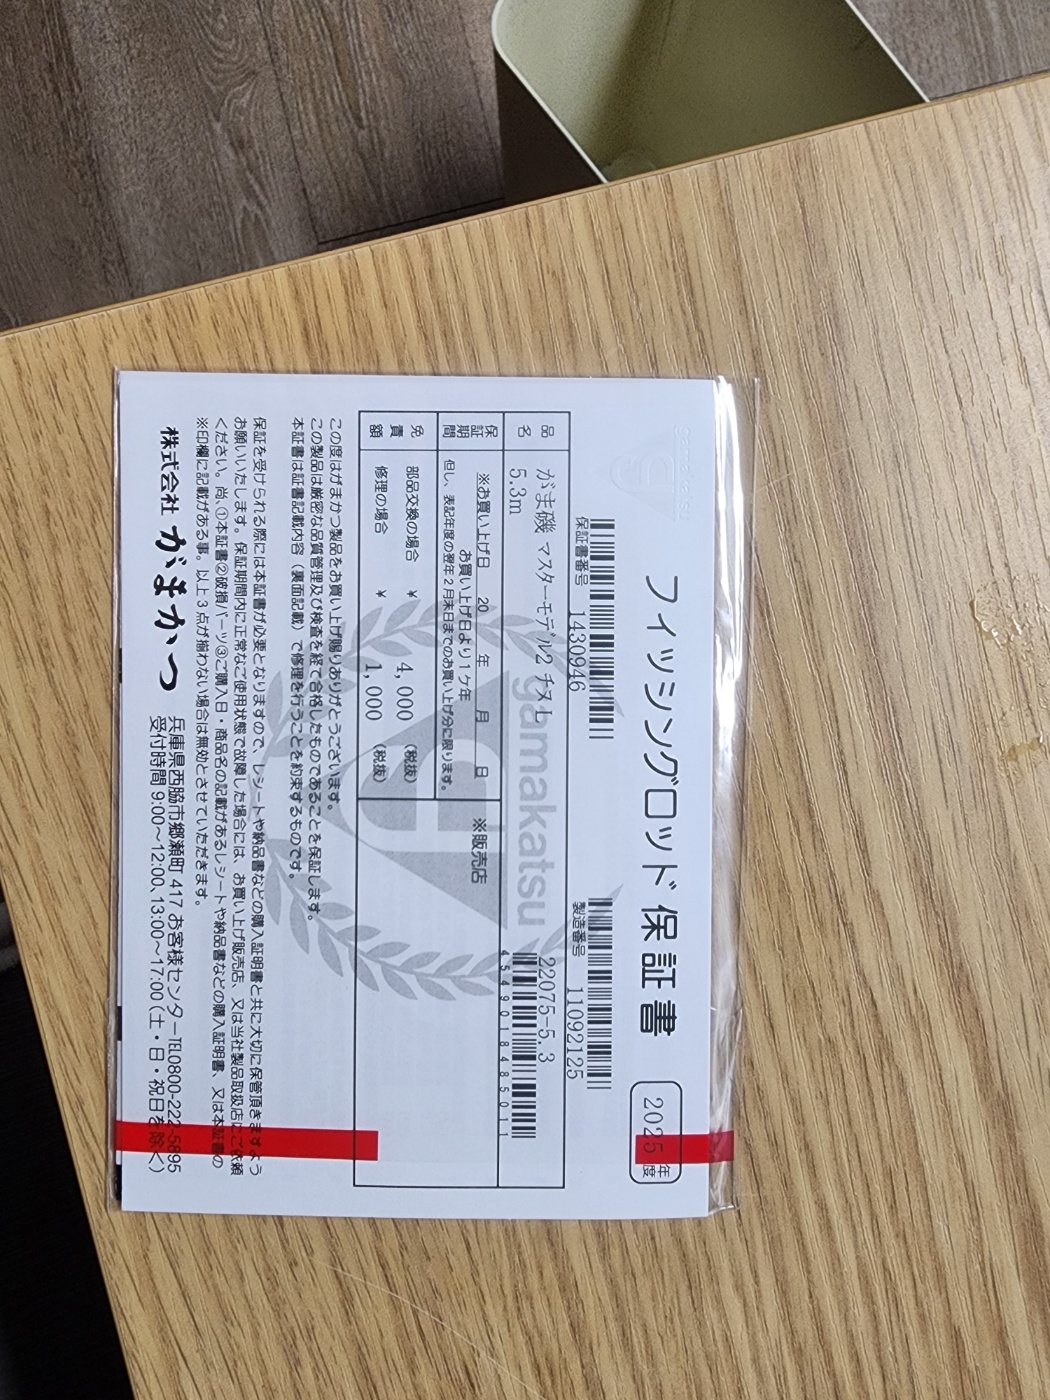 フィッシングロッド保証書
2025年度
保証書番号 1430946
製造番号 11092125
品名
がま磯 マスターモデル2 チヌ L
5.3m
22075-5.3
4549018485011
保証期間
※お買い上げ日 20 年 月 日
お買い上げ日より1ケ年
但し、表記年度の翌年2月末日までのお買い上げ分に限ります。
※販売店
免責額
部品交換の場合 ¥ 4,000 (税抜)
修理の場合 ¥ 1,000 (税抜)
gamakatsu
この度はがまかつ製品をお買い上げ賜りありがとうございます。
この製品は厳密な品質管理及び検査を経て合格したものであることを保証します。
本証書は証書記載内容（裏面記載）で修理を行うことを約束するものです。
保証を受けられる際には本証書が必要となりますので、レシートや納品書などの購入証明書と共に大切に保管頂きますよう
お願いいたします。保証期間内に正常なご使用状態で故障した場合には、お買い上げ販売店、又は当社製品取扱店にご依頼
ください。尚、①本証書②破損パーツ③ご購入日・商品名の記載があるレシートや納品書などの購入証明書、又は本証書の
※印欄に記載がある事。以上3点が揃わない場合は無効とさせていただきます。
株式会社 がまかつ
兵庫県西脇市郷瀬町 417 お客様センターTEL0800-222-5895
受付時間 9:00～12:00、13:00～17:00（土・日・祝日を除く）